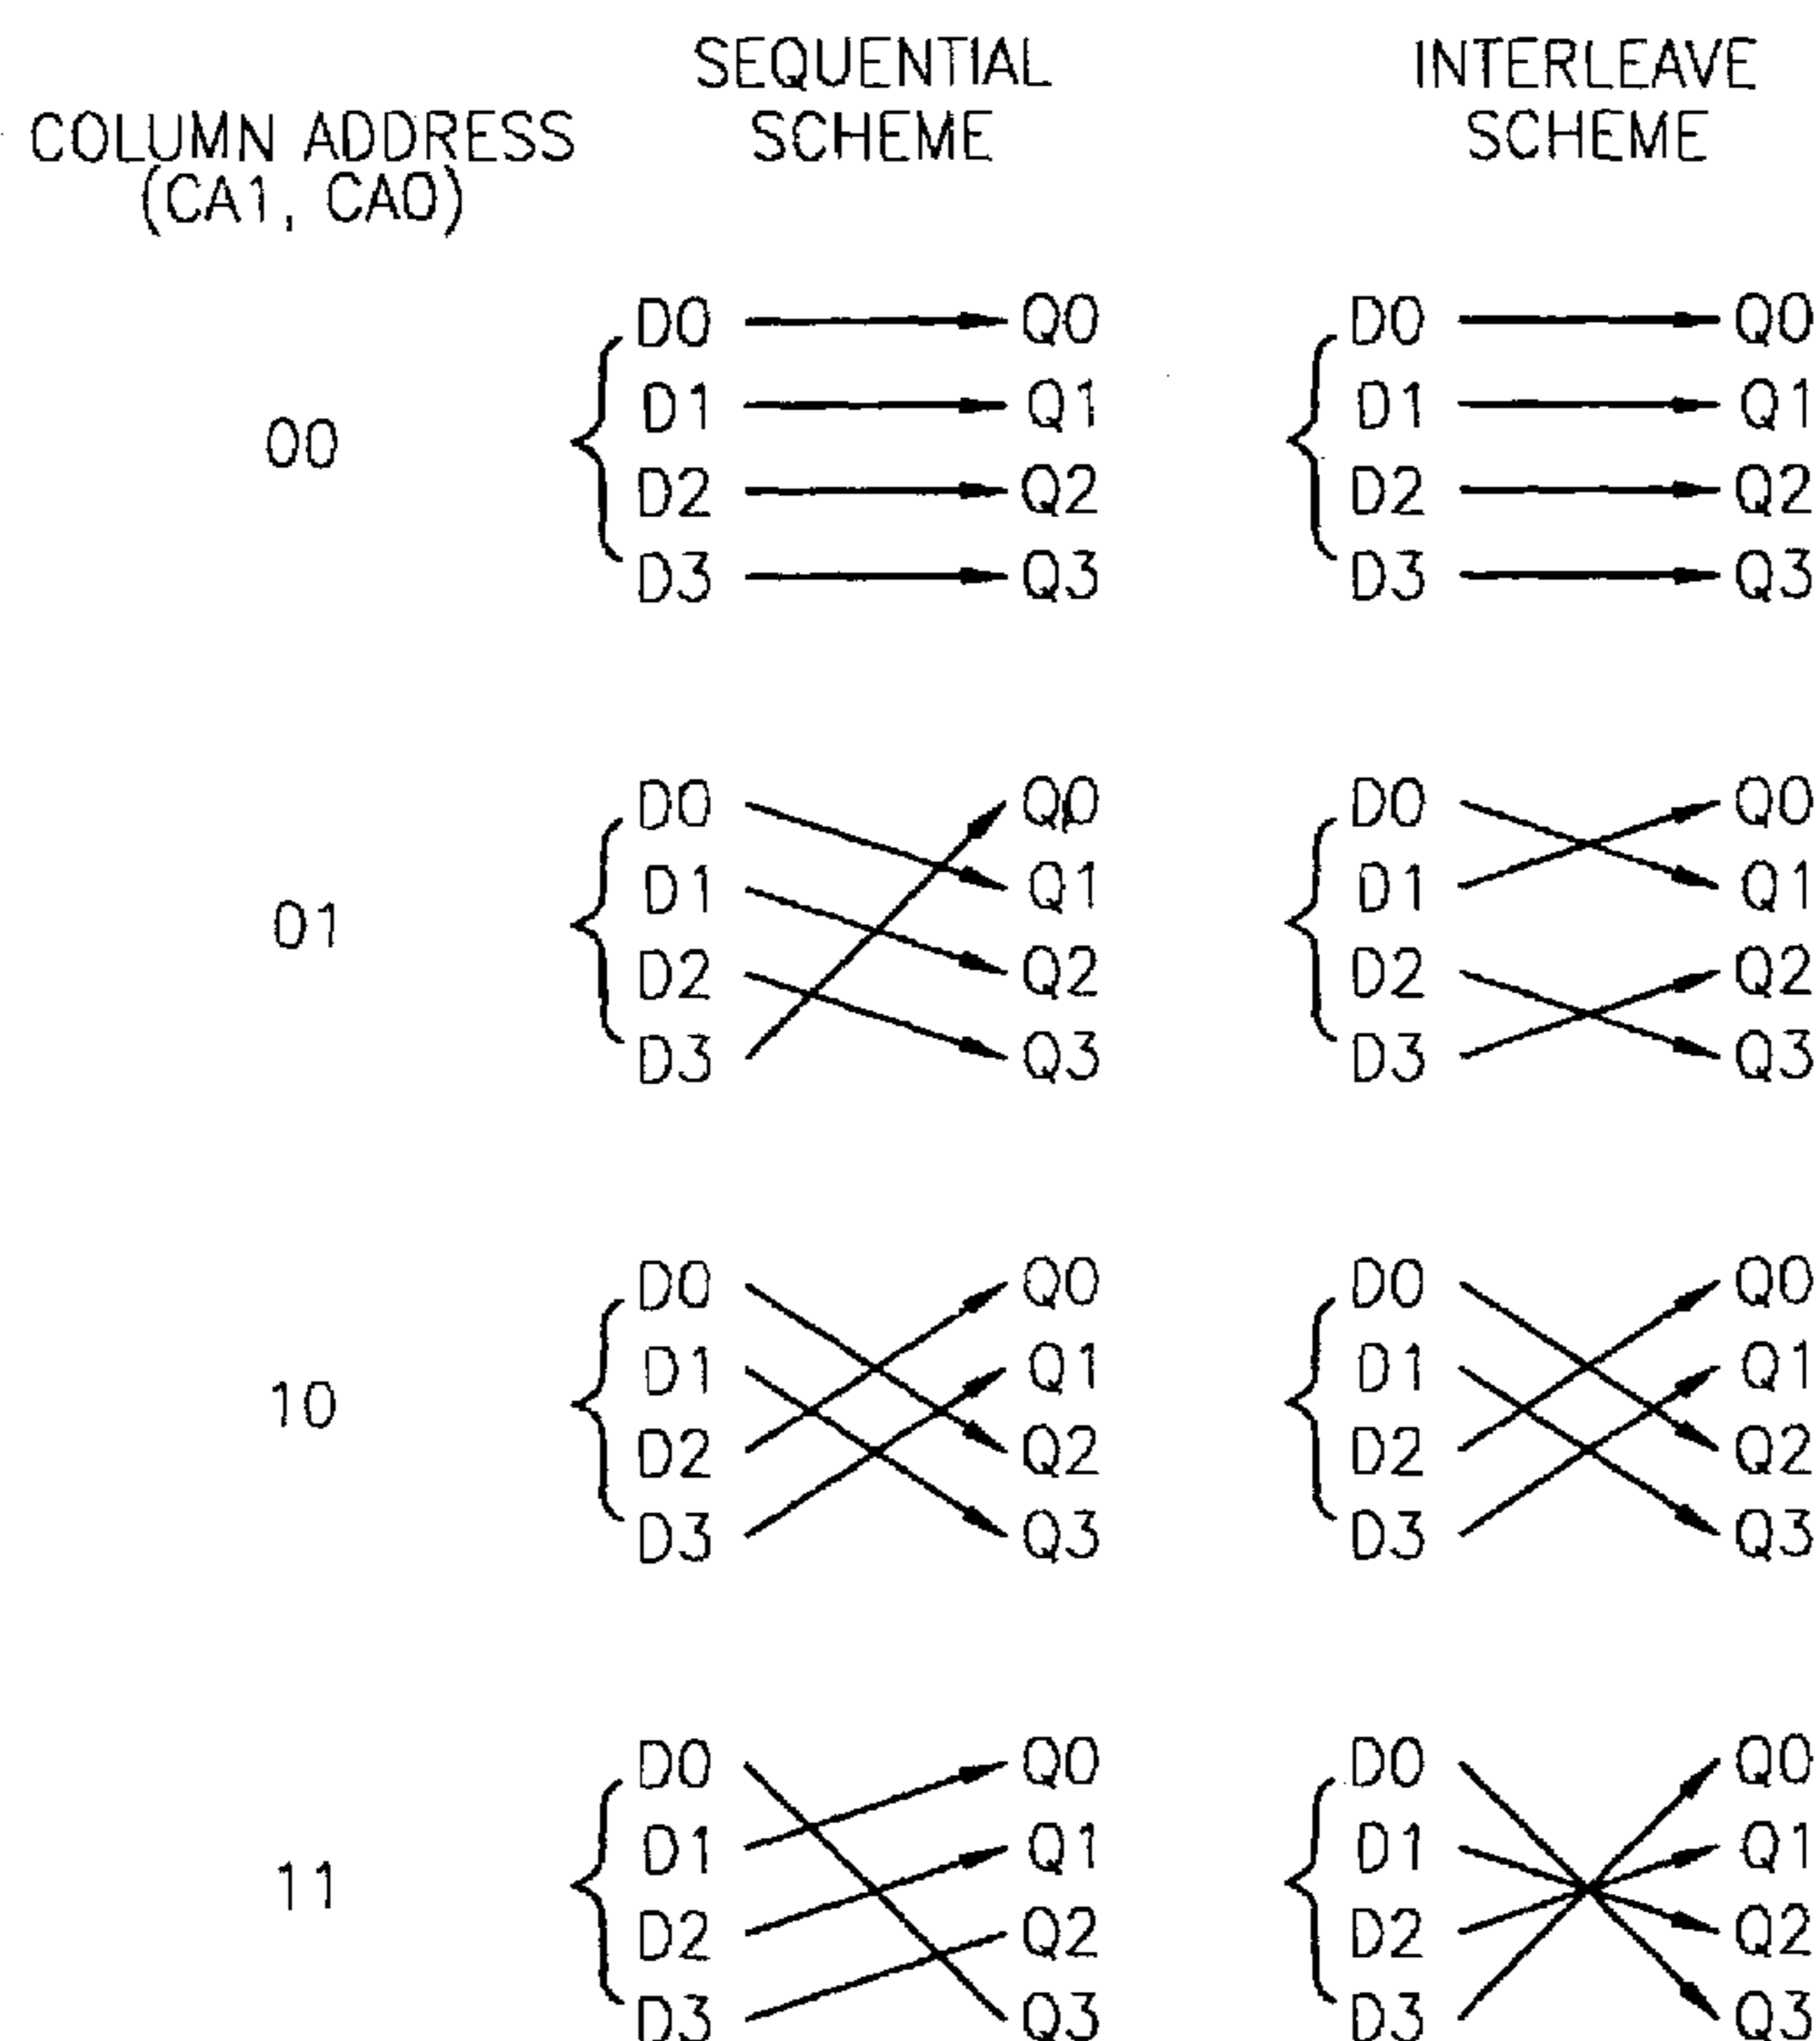 SEQUENTIAL SCHEME
INTERLEAVE SCHEME
COLUMN ADDRESS
(CA1, CA0)
00
D0 Q0 D0 Q0
D1 Q1 D1 Q1
D2 Q2 D2 Q2
D3 Q3 D3 Q3
01
D0 Q0 D0 Q0
D1 Q1 D1 Q1
D2 Q2 D2 Q2
D3 Q3 D3 Q3
10
D0 Q0 D0 Q0
D1 Q1 D1 Q1
D2 Q2 D2 Q2
D3 Q3 D3 Q3
11
D0 Q0 D0 Q0
D1 Q1 D1 Q1
D2 Q2 D2 Q2
D3 Q3 D3 Q3